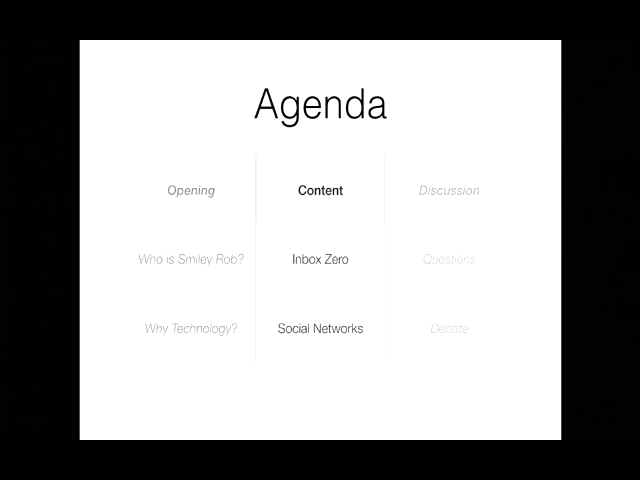 Agenda
Opening Content Discussion
Who is Smiley Rob? Inbox Zero Questions
Why Technology? Social Networks Debate